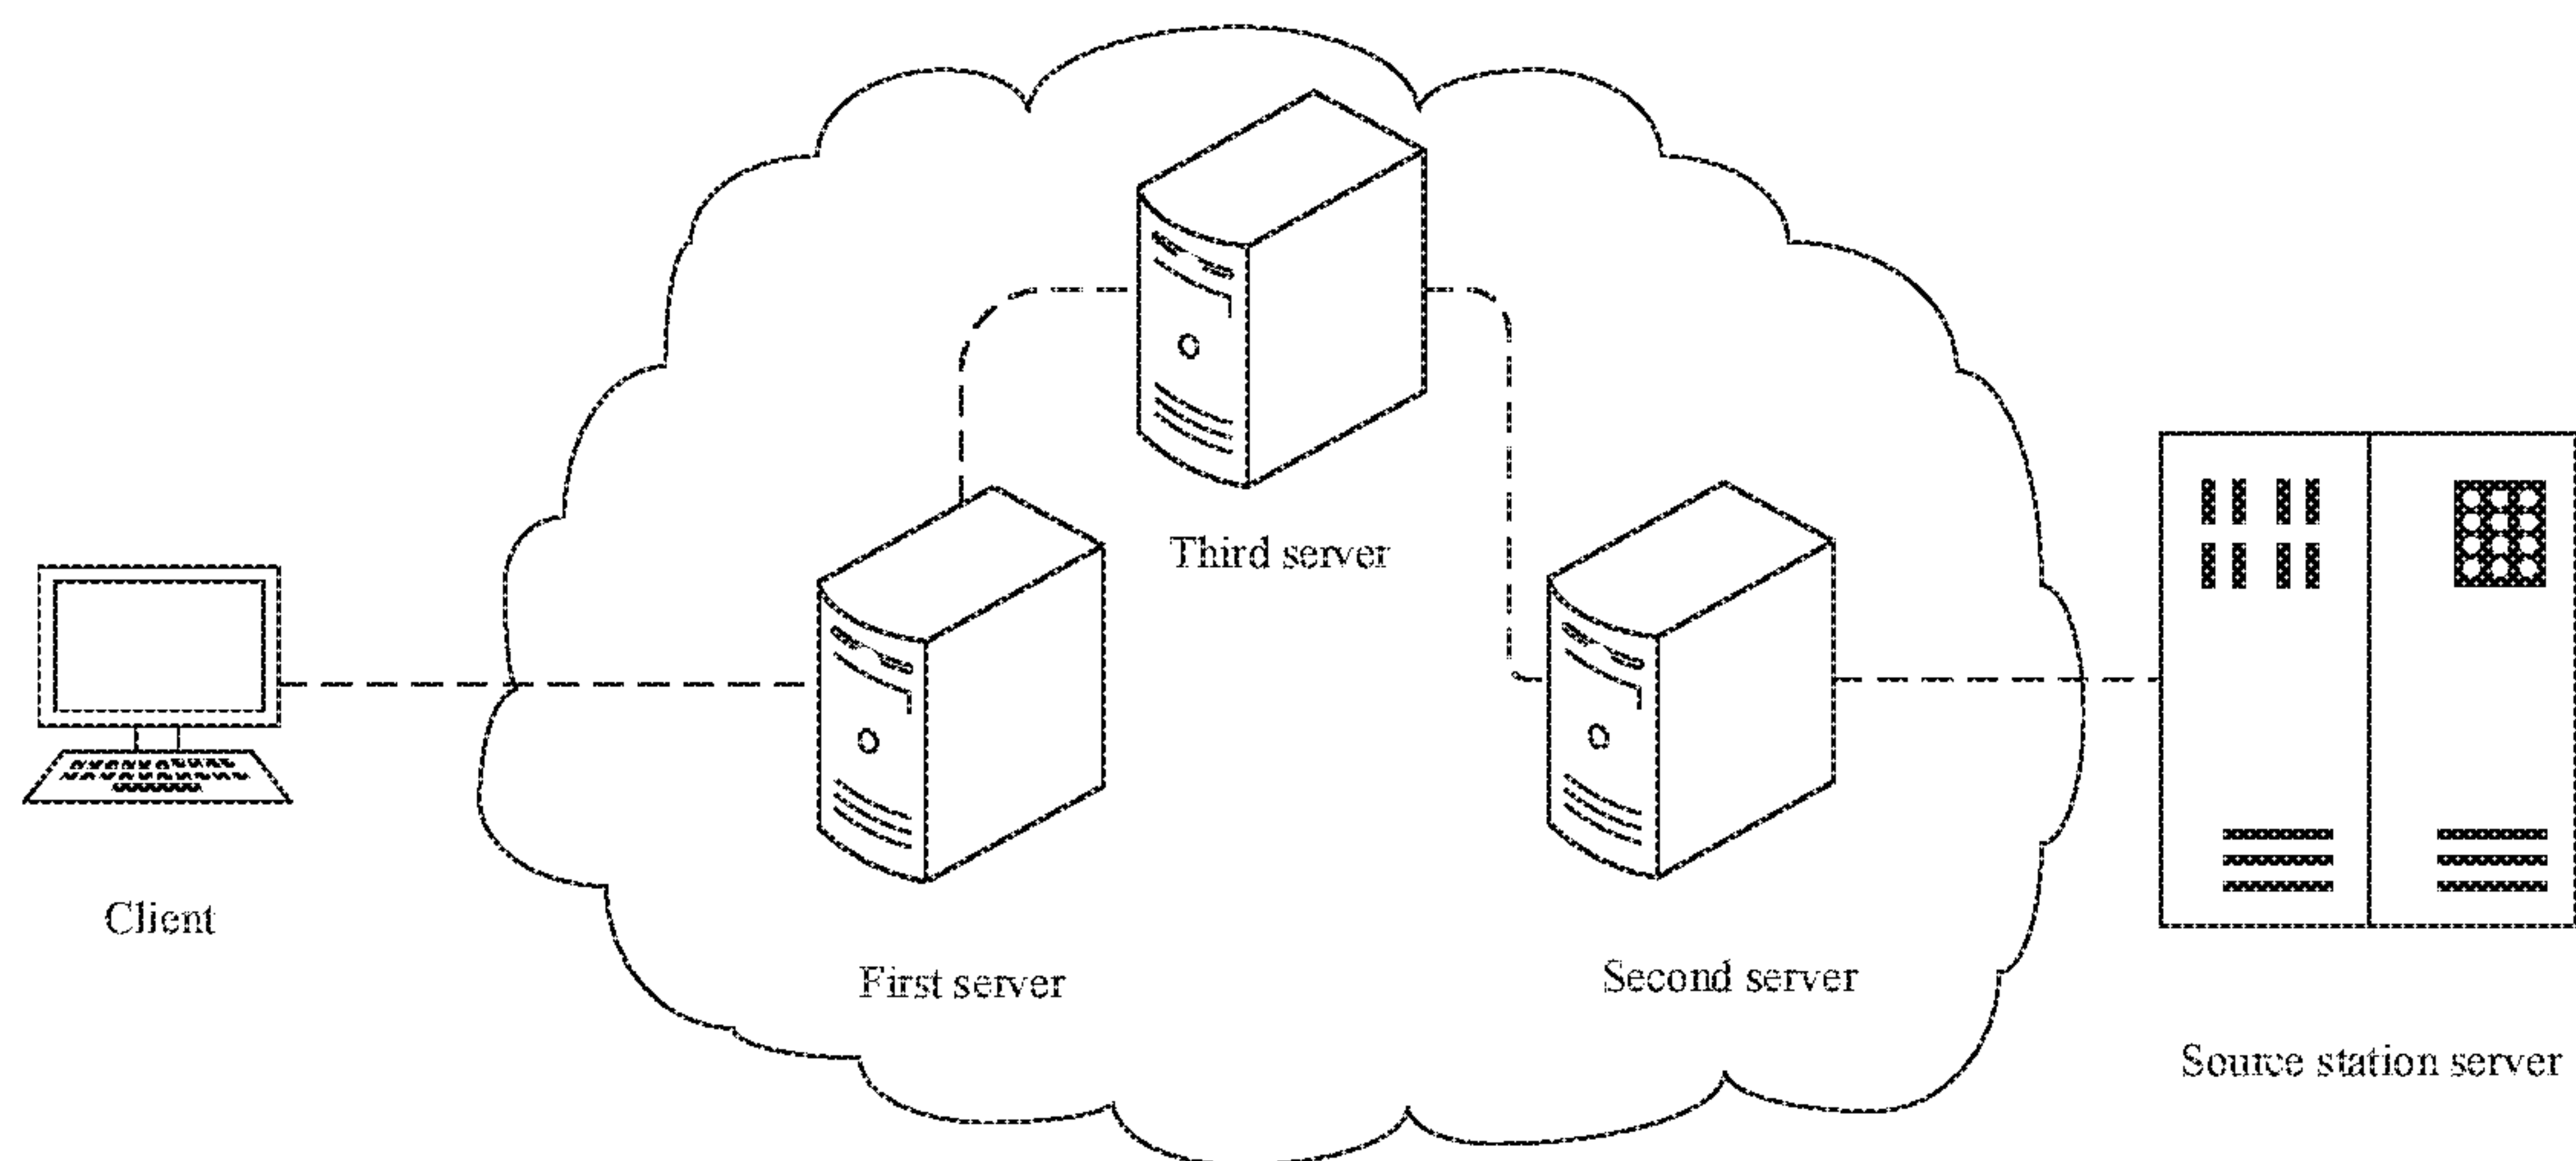 Third server
Client
First server
Second server
Source station server